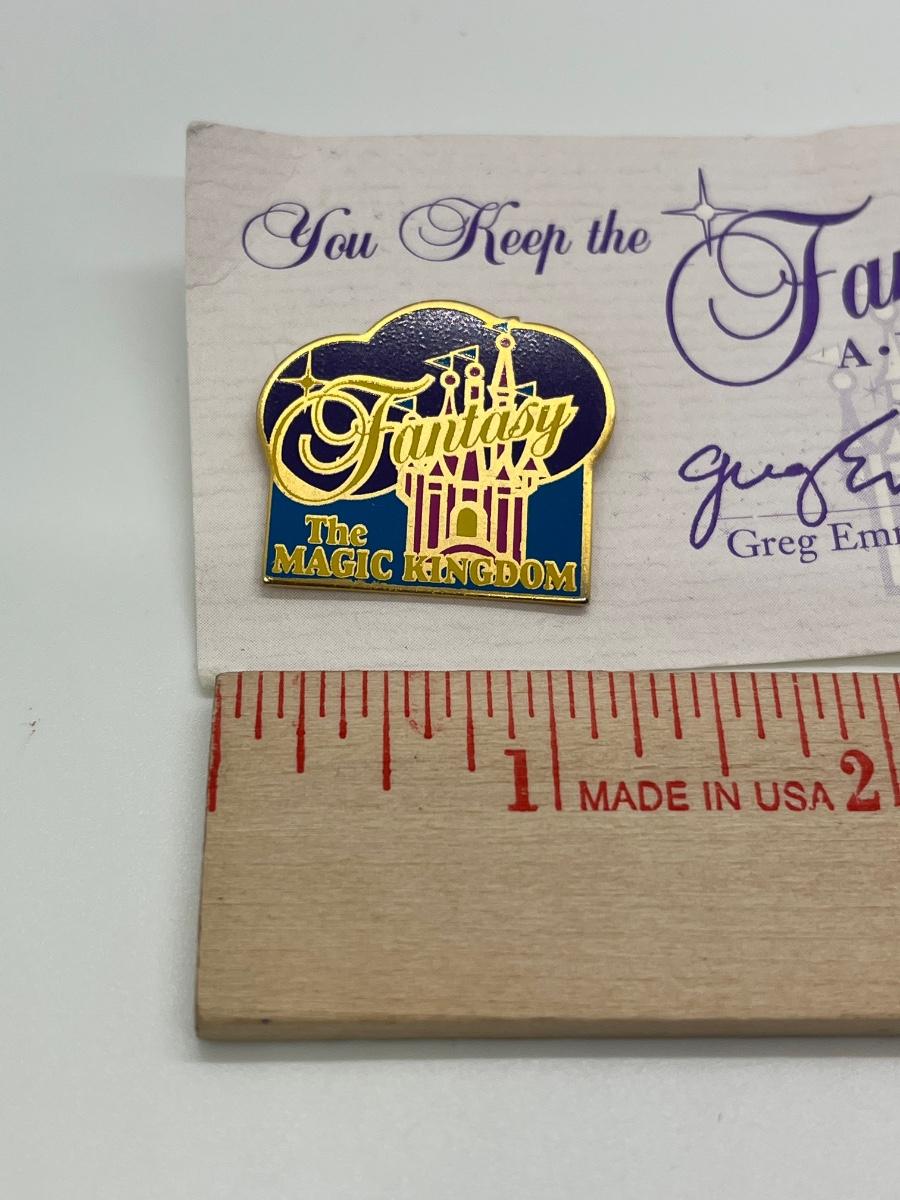 You Keep the
A •
Greg
Fantasy
The
MAGIC KINGDOM
1 MADE IN USA 2